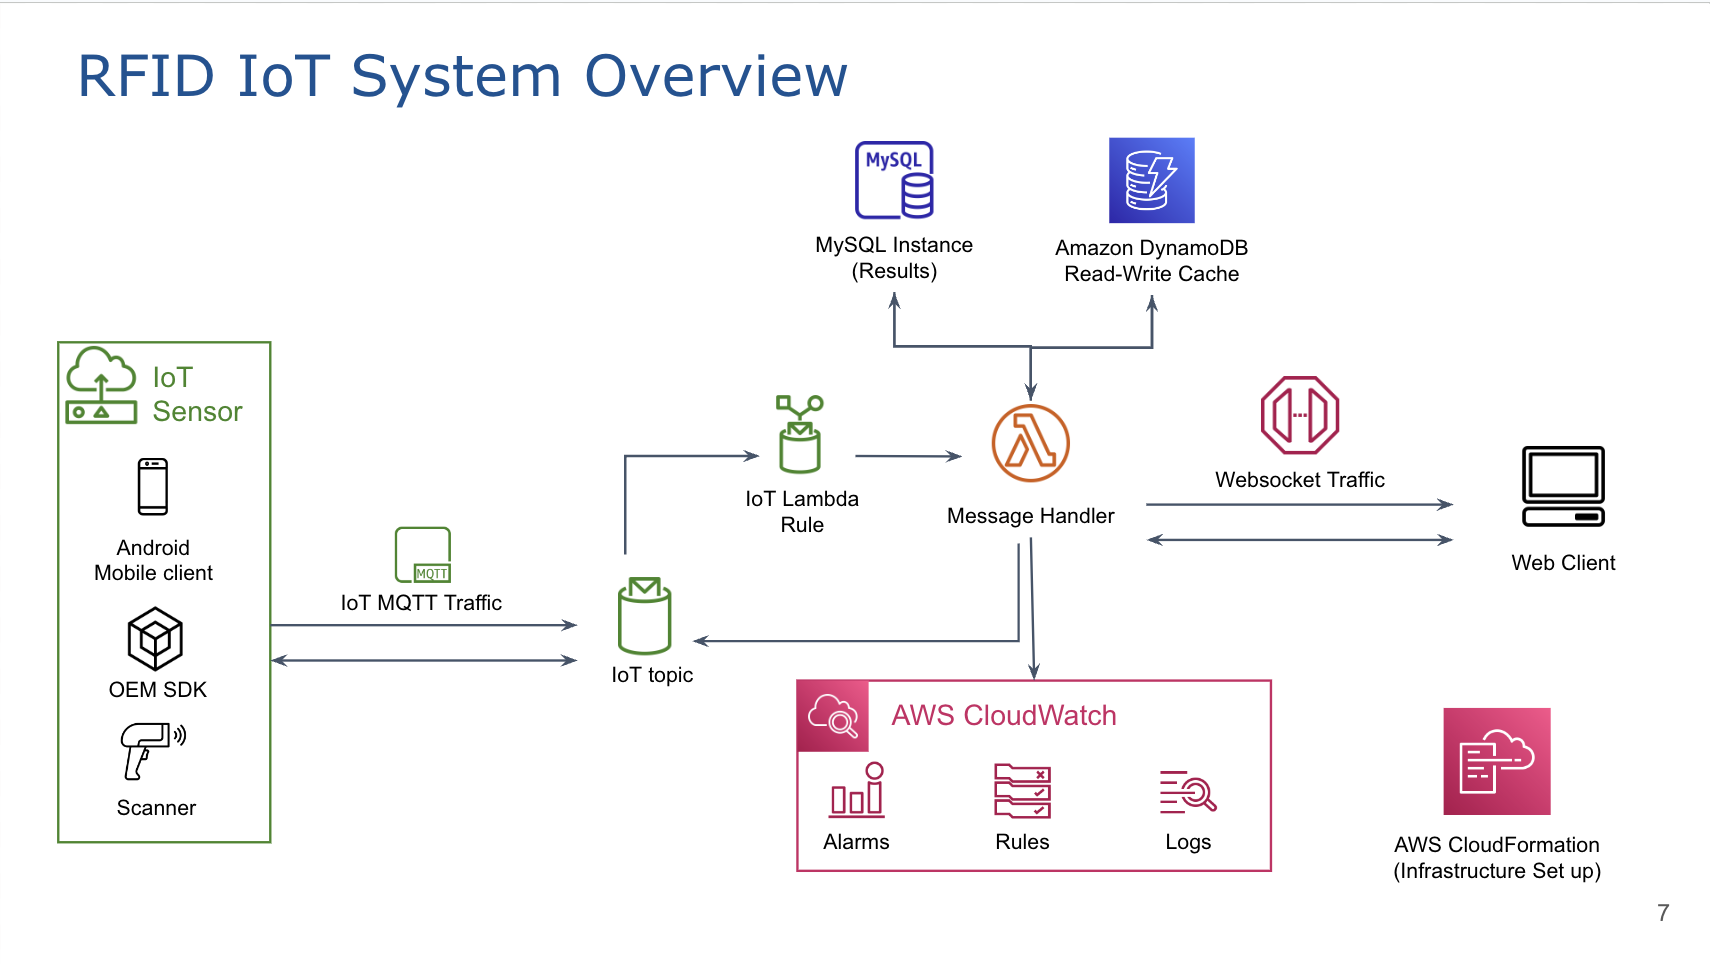 RFID IoT System Overview
MySQL
MySQL Instance
(Results)
Amazon DynamoDB
Read-Write Cache
IoT
Sensor
Android
Mobile client
OEM SDK
Scanner
MQTT
IoT MQTT Traffic
IoT topic
IoT Lambda
Rule
Message Handler
Websocket Traffic
Web Client
AWS CloudWatch
Alarms
Rules
Logs
AWS CloudFormation
(Infrastructure Set up)
7